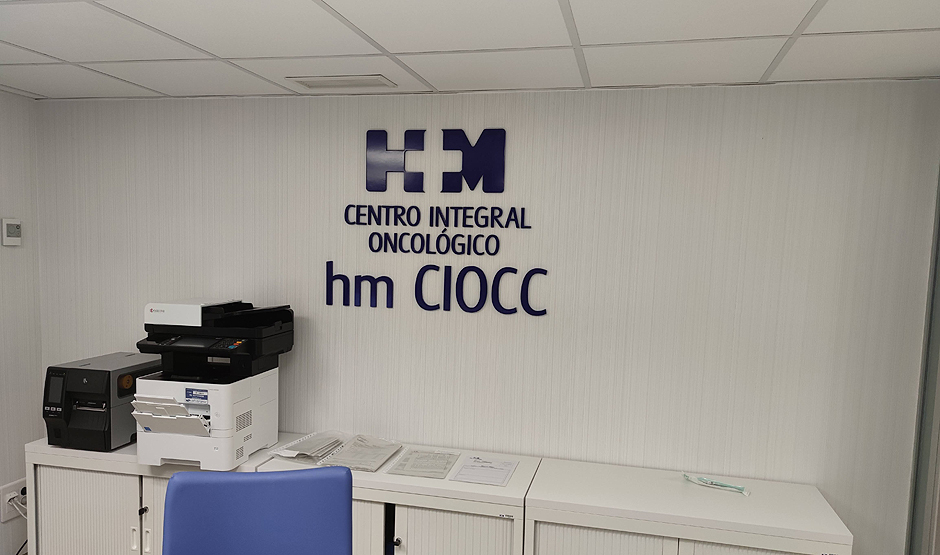 HM
CENTRO INTEGRAL
ONCOLÓGICO
hm CIOCC